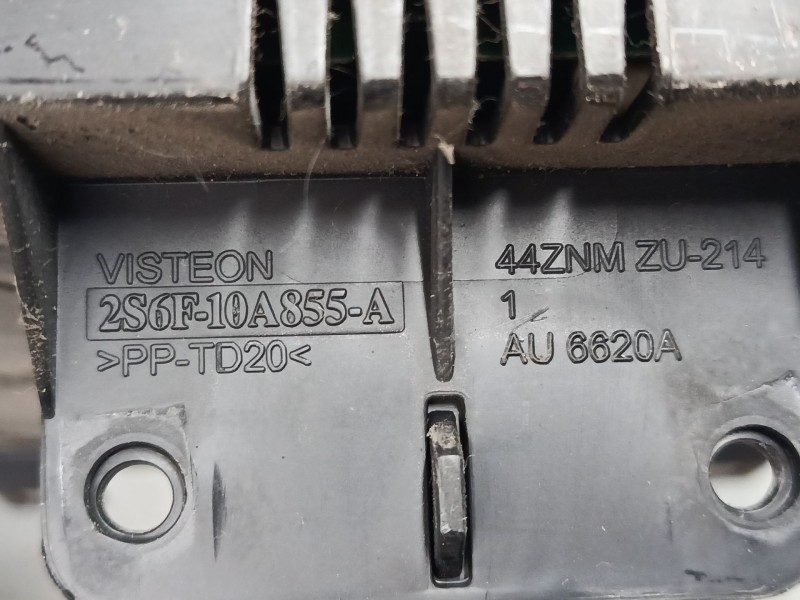 VISTEON
2S6F-10A855-A
>PP-TD20<
44ZNM ZU-214
1
AU 6620A